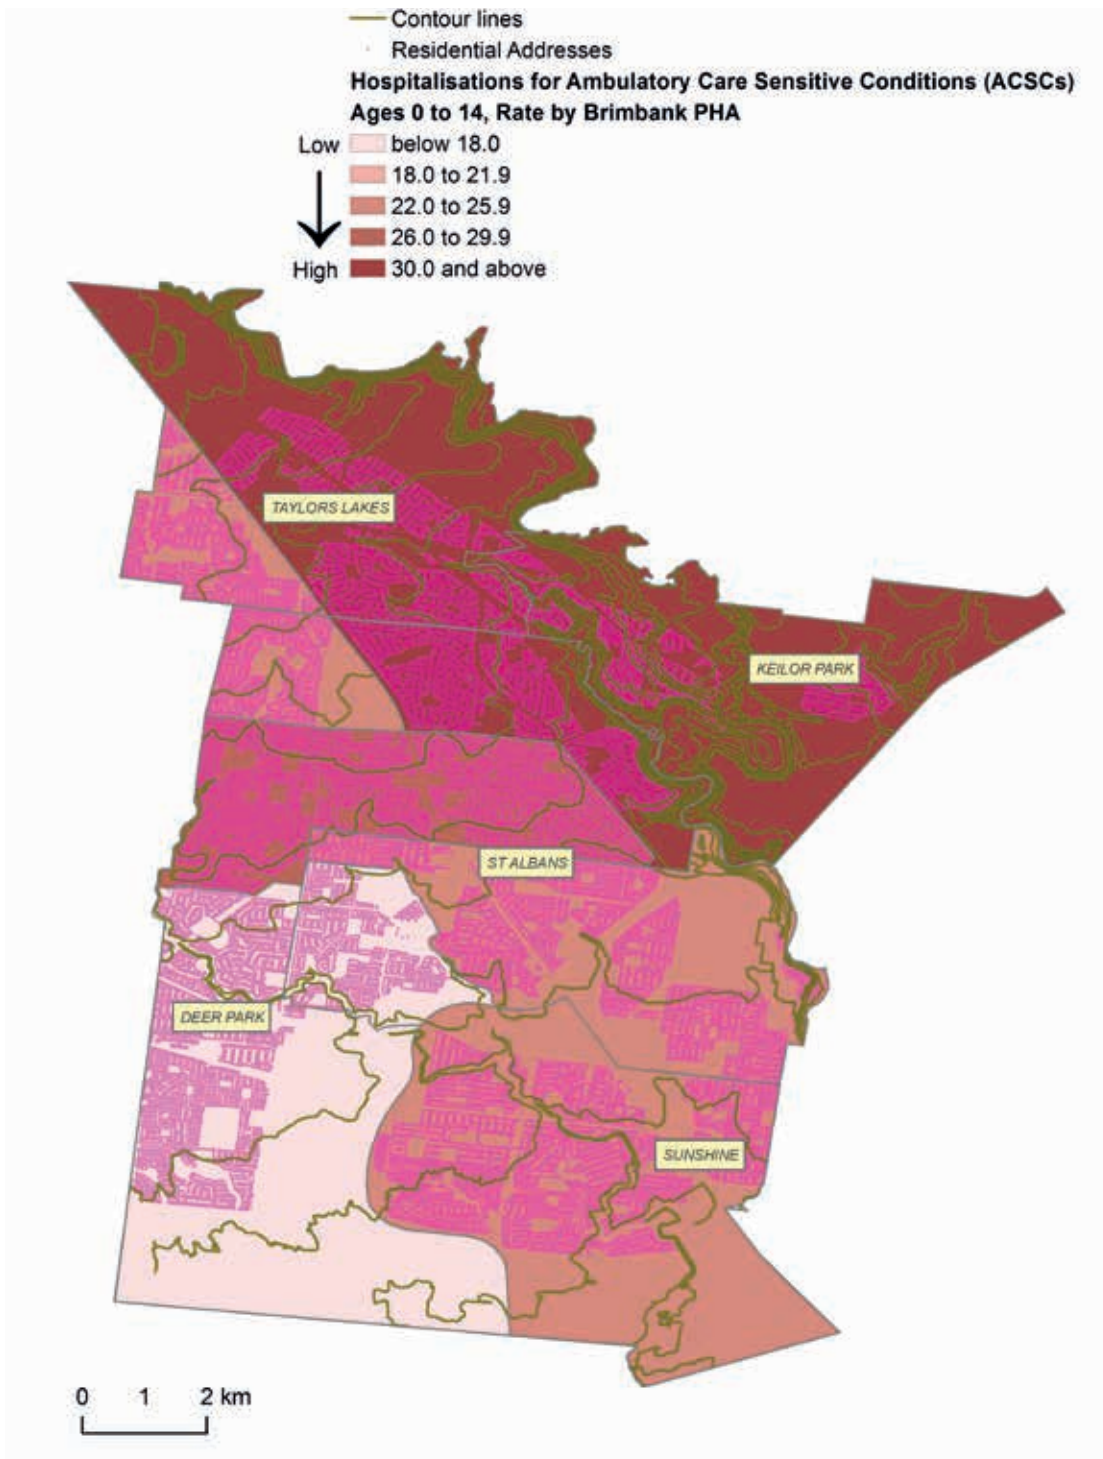 Contour lines
Residential Addresses
Hospitalisations for Ambulatory Care Sensitive Conditions (ACSCs)
Ages 0 to 14, Rate by Brimbank PHA
Low
below 18.0
18.0 to 21.9
22.0 to 25.9
26.0 to 29.9
High
30.0 and above
TAYLORS LAKES
KEILOR PARK
ST ALBANS
DEER PARK
SUNSHINE
0 1 2 km